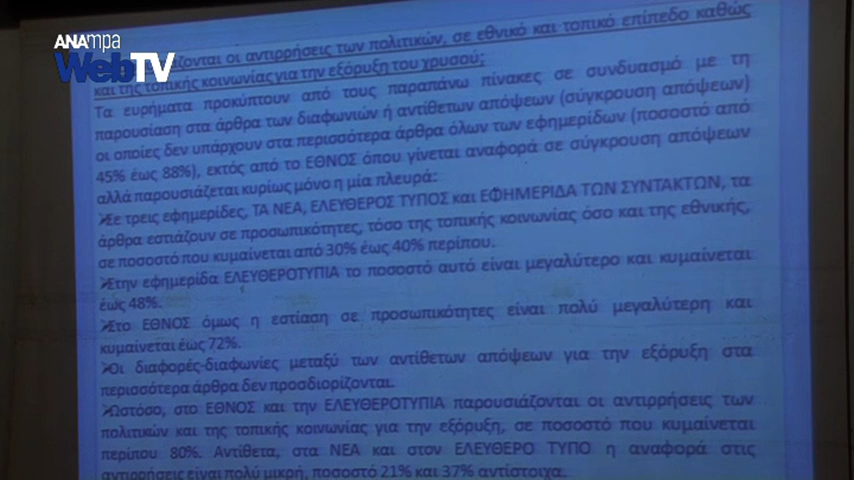 ANAmpa
WebTV
ζονται οι αντιρρήσεις των πολιτικών, σε εθνικό και τοπικό επίπεδο καθώς
και της τοπικής κοινωνίας για την εξόρυξη του χρυσού;
Τα ευρήματα προκύπτουν από τους παραπάνω πίνακες σε συνδυασμό με τη
παρουσίαση στα άρθρα των διαφωνιών ή αντίθετων απόψεων (σύγκρουση απόψεων)
οι οποίες δεν υπάρχουν στα περισσότερα άρθρα όλων των εφημερίδων (ποσοστό από
45% έως 88%), εκτός από το ΕΘΝΟΣ όπου γίνεται αναφορά σε σύγκρουση απόψεων
αλλά παρουσιάζεται κυρίως μόνο η μία πλευρά:
➢Σε τρεις εφημερίδες, ΤΑ ΝΕΑ, ΕΛΕΥΘΕΡΟΣ ΤΥΠΟΣ και ΕΦΗΜΕΡΙΔΑ ΤΩΝ ΣΥΝΤΑΚΤΩΝ, τα
άρθρα εστιάζουν σε προσωπικότητες, τόσο της τοπικής κοινωνίας όσο και της εθνικής,
σε ποσοστό που κυμαίνεται από 30% έως 40% περίπου.
➢Στην εφημερίδα ΕΛΕΥΘΕΡΟΤΥΠΙΑ το ποσοστό αυτό είναι μεγαλύτερο και κυμαίνεται
έως 48%.
➢Στο ΕΘΝΟΣ όμως η εστίαση σε προσωπικότητες είναι πολύ μεγαλύτερη και
κυμαίνεται έως 72%.
➢Οι διαφορές-διαφωνίες μεταξύ των αντίθετων απόψεων για την εξόρυξη στα
περισσότερα άρθρα δεν προσδιορίζονται.
➢Ωστόσο, στο ΕΘΝΟΣ και την ΕΛΕΥΘΕΡΟΤΥΠΙΑ παρουσιάζονται οι αντιρρήσεις των
πολιτικών και της τοπικής κοινωνίας για την εξόρυξη, σε ποσοστό που κυμαίνεται
περίπου 80%. Αντίθετα, στα ΝΕΑ και στον ΕΛΕΥΘΕΡΟ ΤΥΠΟ η αναφορά στις
αντιρρήσεις είναι πολύ μικρή, ποσοστό 21% και 37% αντίστοιχα.